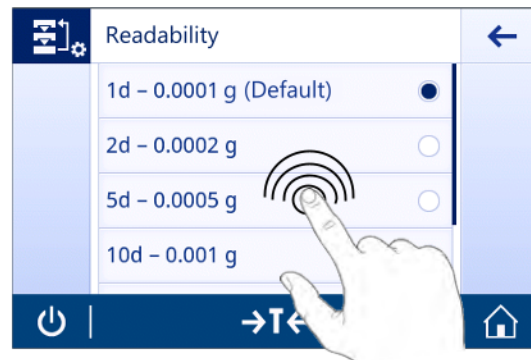 Readability
1d – 0.0001 g (Default)
2d – 0.0002 g
5d – 0.0005 g
10d – 0.001 g
→T←